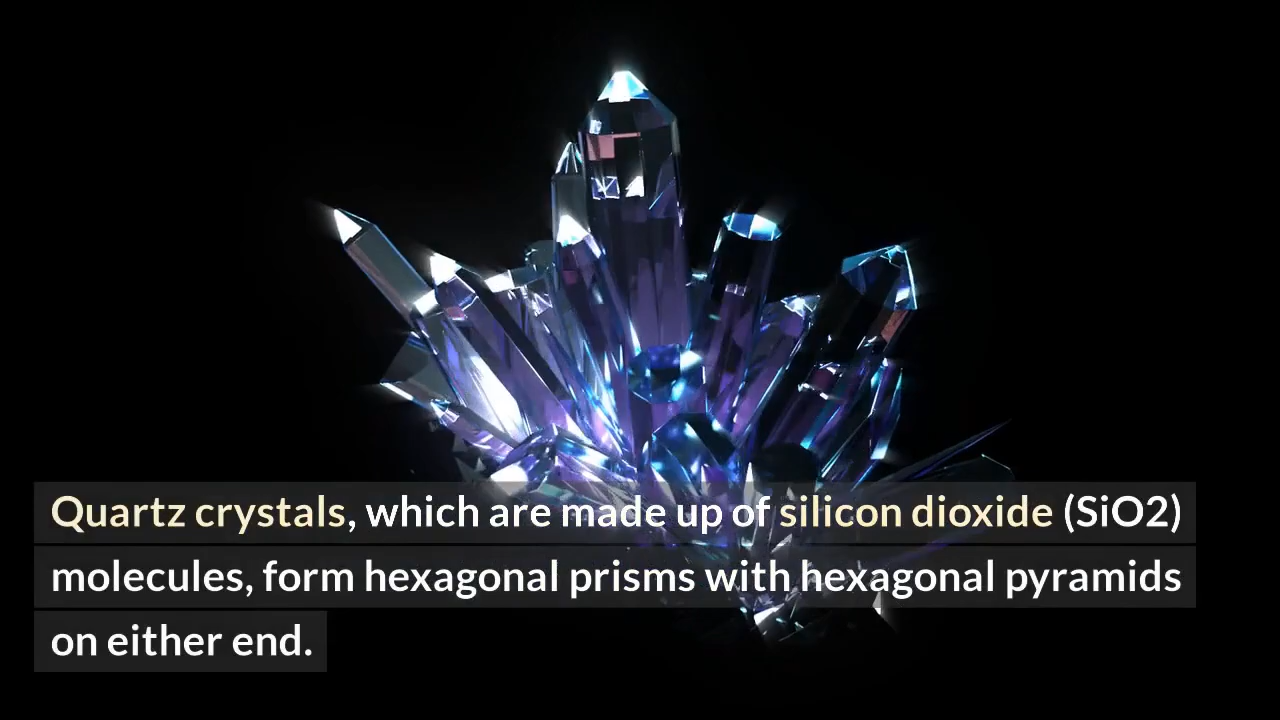 Quartz crystals, which are made up of silicon dioxide (SiO2)
molecules, form hexagonal prisms with hexagonal pyramids
on either end.